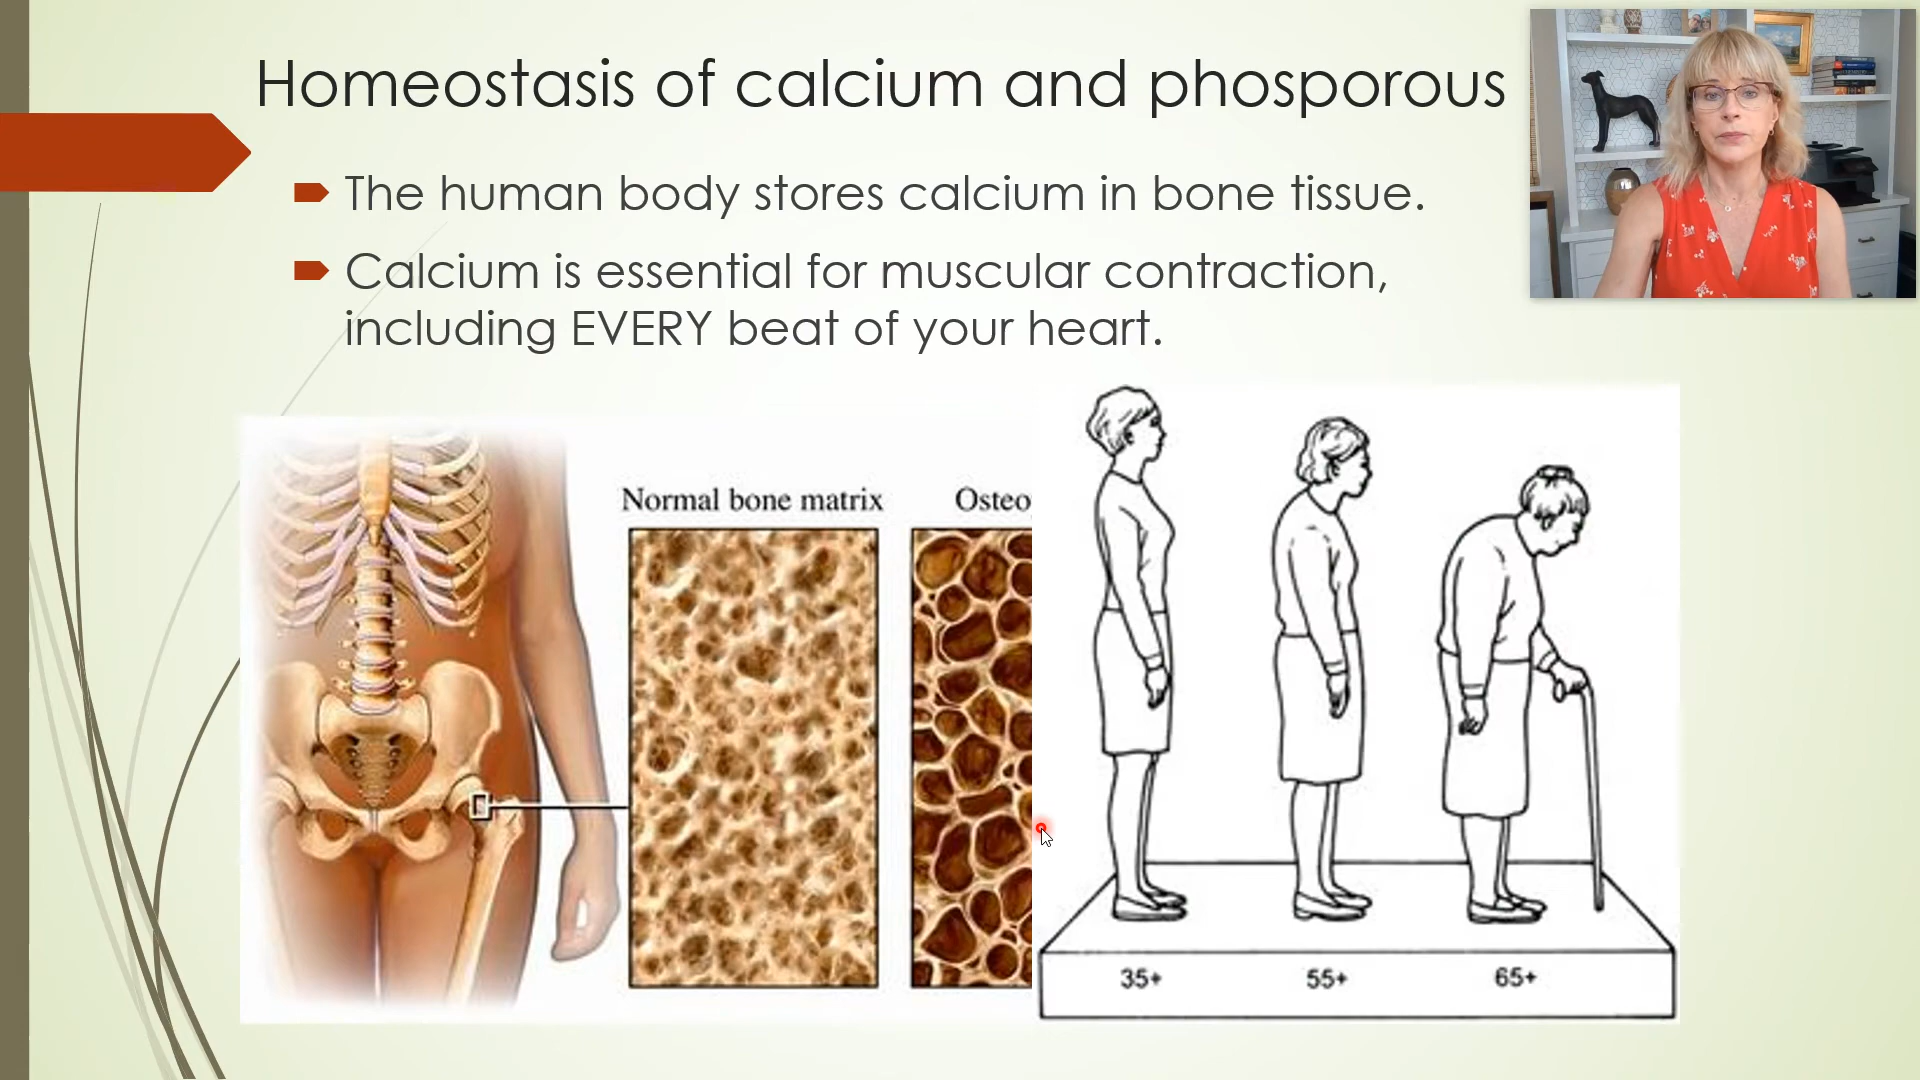 Homeostasis of calcium and phosporous
The human body stores calcium in bone tissue.
Calcium is essential for muscular contraction,
including EVERY beat of your heart.
Normal bone matrix
Osteo
35+
55+
65+